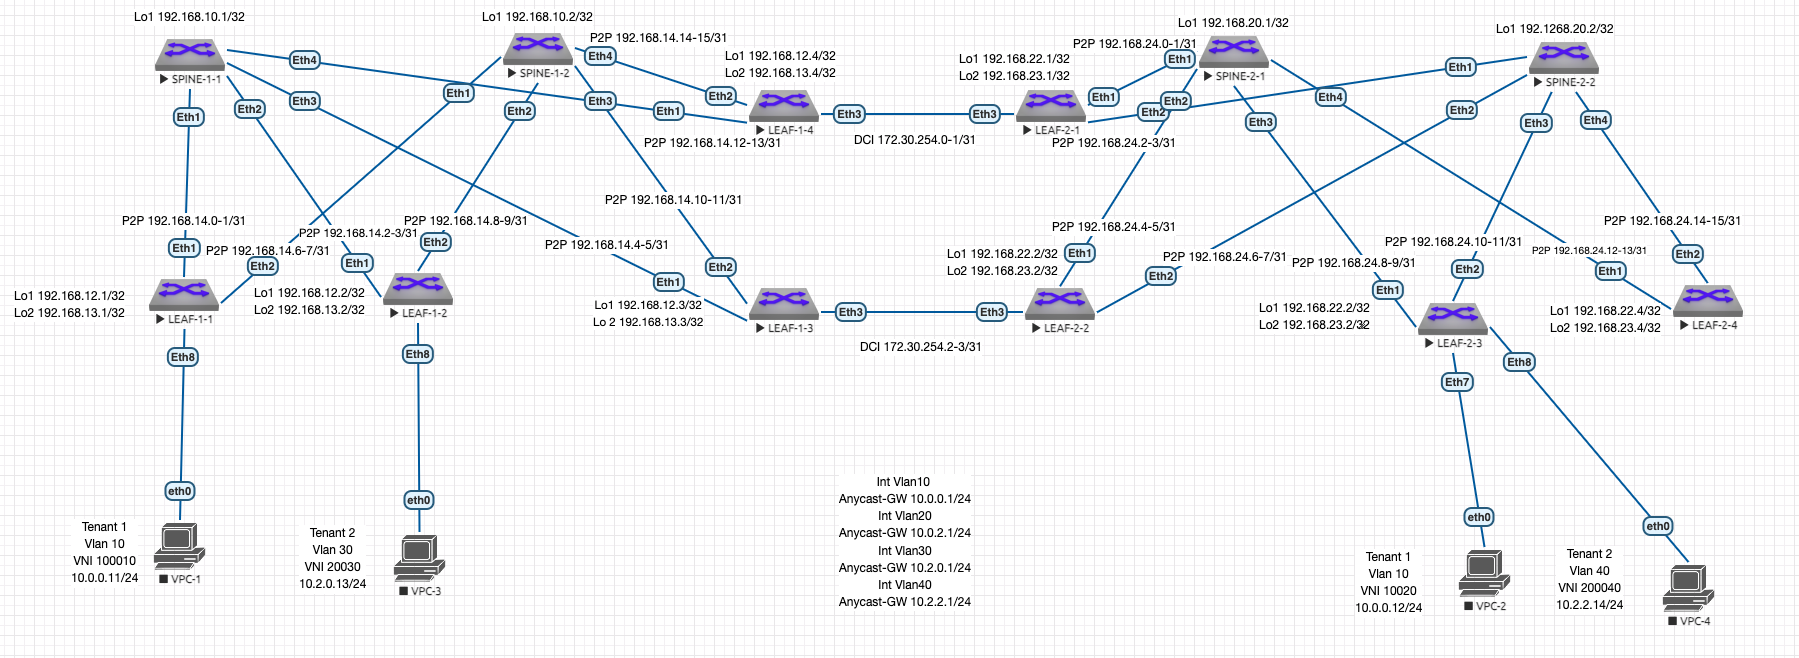 Lo1 192.168.10.1/32
Lo1 192.168.10.2/32
Lo1 192.168.20.1/32
Lo1 192.1268.20.2/32
P2P 192.168.14.14-15/31
P2P 192.168.24.0-1/31
Lo1 192.168.12.4/32
Lo2 192.168.13.4/32
Lo1 192.168.22.1/32
Lo2 192.168.23.1/32
Eth4
Eth4
Eth1
Eth1
SPINE-1-1
SPINE-1-2
SPINE-2-1
SPINE-2-2
Eth3
Eth2
Eth1
Eth2
Eth3
Eth1
Eth2
Eth1
Eth2
Eth2
Eth4
Eth2
Eth1
Eth3
Eth3
Eth3
Eth3
Eth4
LEAF-1-4
LEAF-2-1
P2P 192.168.14.12-13/31
DCI 172.30.254.0-1/31
P2P 192.168.24.2-3/31
P2P 192.168.14.10-11/31
P2P 192.168.14.0-1/31
P2P 192.168.14.8-9/31
P2P 192.168.24.4-5/31
P2P 192.168.24.14-15/31
P2P 192.168.14.2-3/31
P2P 192.168.14.6-7/31
P2P 192.168.14.4-5/31
P2P 192.168.24.10-11/31
P2P 192.168.24.12-13/31
P2P 192.168.24.6-7/31
P2P 192.168.24.8-9/31
Eth1
Eth2
Eth1
Eth2
Eth1
Eth2
Lo1 192.168.22.2/32
Lo2 192.168.23.2/32
Eth1
Eth2
Eth2
Eth1
Eth1
Eth2
Lo1 192.168.12.1/32
Lo2 192.168.13.1/32
LEAF-1-1
Lo1 192.168.12.2/32
Lo2 192.168.13.2/32
LEAF-1-2
Lo1 192.168.12.3/32
Lo 2 192.168.13.3/32
LEAF-1-3
Eth3
Eth3
LEAF-2-2
DCI 172.30.254.2-3/31
Lo1 192.168.22.2/32
Lo2 192.168.23.2/32
LEAF-2-3
Lo1 192.168.22.4/32
Lo2 192.168.23.4/32
LEAF-2-4
Eth8
Eth8
Eth7
Eth8
eth0
eth0
eth0
eth0
Int Vlan10
Anycast-GW 10.0.0.1/24
Int Vlan20
Anycast-GW 10.0.2.1/24
Int Vlan30
Anycast-GW 10.2.0.1/24
Int Vlan40
Anycast-GW 10.2.2.1/24
Tenant 1
Vlan 10
VNI 100010
10.0.0.11/24
VPC-1
Tenant 2
Vlan 30
VNI 20030
10.2.0.13/24
VPC-3
Tenant 1
Vlan 10
VNI 10020
10.0.0.12/24
VPC-2
Tenant 2
Vlan 40
VNI 200040
10.2.2.14/24
VPC-4